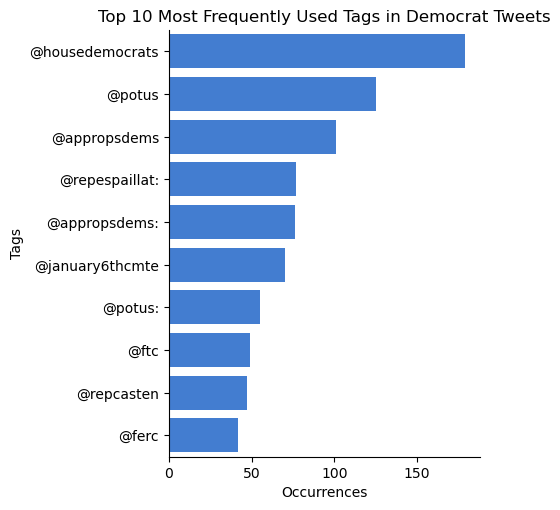 Top 10 Most Frequently Used Tags in Democrat Tweets
@housedemocrats
@potus
@appropsdems
@repespaillat:
@appropsdems:
@january6thcmte
@potus:
@ftc
@repcasten
@ferc
Tags
0 50 100 150
Occurrences